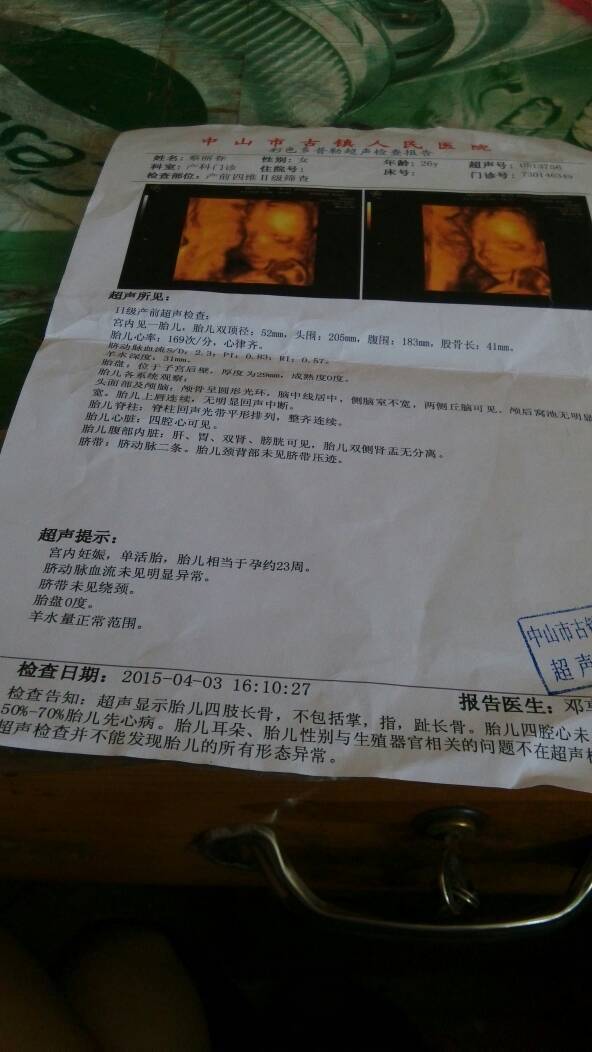 中山市古镇人民医院
彩色多普勒超声检查报告
姓名: 性别: 女 年龄: 26y 超声号:
科室: 产科门诊 住院号: 床号: 门诊号: 730146349
检查部位: 产前四维II级筛查
超声所见:
II级产前超声检查:
宫内见一胎儿, 胎儿双顶径: 52mm, 头围: 205mm, 腹围: 183mm, 股骨长: 41mm。
胎儿心率: 169次/分, 心律齐。
脐动脉血流S/D: 2.3; PI: 0.83; RI: 0.57。
羊水深度: 31mm。
胎盘: 位于子宫后壁, 厚度为29mm, 成熟度0度。
胎儿各系统观察:
头面部及颅脑: 颅骨呈圆形光环, 脑中线居中, 侧脑室不宽, 两侧丘脑可见, 颅后窝池无明显
宽。胎儿上唇连续, 无明显回声中断。
胎儿脊柱: 脊柱回声光带平形排列, 整齐连续。
胎儿心脏: 四腔心可见。
胎儿腹部内脏: 肝、胃、双肾、膀胱可见, 胎儿双侧肾盂无分离。
脐带: 脐动脉二条。胎儿颈背部未见脐带压迹。
超声提示:
宫内妊娠, 单活胎, 胎儿相当于孕约23周。
脐动脉血流未见明显异常。
脐带未见绕颈。
胎盘0度。
羊水量正常范围。
中山市古镇
超声
检查日期: 2015-04-03 16:10:27 报告医生: 邓
检查告知: 超声显示胎儿四肢长骨, 不包括掌, 指, 趾长骨。胎儿四腔心未
50%-70%胎儿先心病。胎儿耳朵、胎儿性别与生殖器官相关的问题不在超声检
超声检查并不能发现胎儿的所有形态异常。